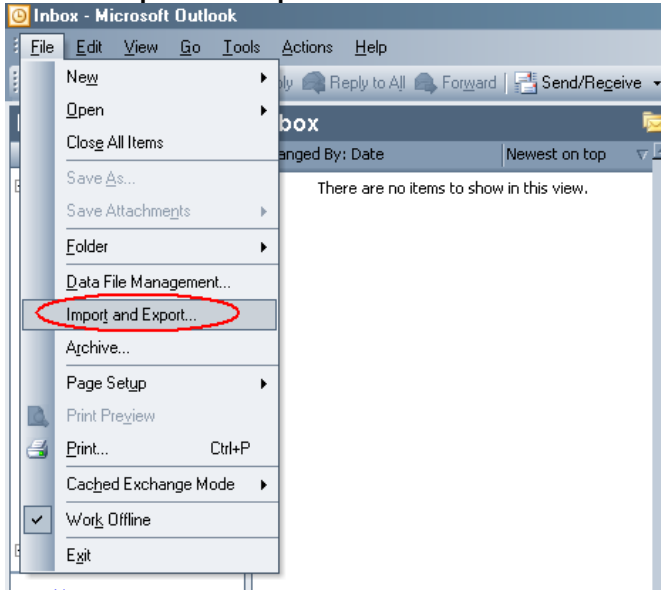 Inbox - Microsoft Outlook
File Edit View Go Tools Actions Help
Reply to All Forward Send/Receive
New
Open
box
Close All Items
anged By: Date Newest on top
Save As...
There are no items to show in this view.
Save Attachments
Folder
Data File Management...
Import and Export...
Archive...
Page Setup
Print Preview
Print... Ctrl+P
Cached Exchange Mode
Work Offline
Exit